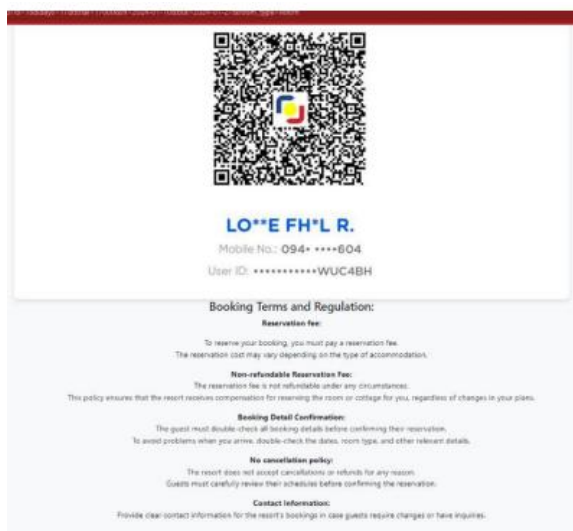 LO**E FH*L R.
Mobile No.: 094• ••••604
User ID: •••••••••••WUC4BH
Booking Terms and Regulation:
Reservation fee:
To reserve your booking, you must pay a reservation fee.
The reservation cost may vary depending on the type of accommodation.
Non-refundable Reservation Fee:
The reservation fee is not refundable under any circumstances.
This policy ensures that the resort receives compensation for reserving the room or cottage for you, regardless of changes in your plans.
Booking Detail Confirmation:
The guest must double-check all booking details before confirming their reservation.
To avoid problems when you arrive, double-check the dates, room type, and other relevant details.
No cancellation policy:
The resort does not accept cancellations or refunds for any reason.
Guests must carefully review their schedules before confirming the reservation.
Contact Information:
Provide clear contact information for the resort's bookings in case guests require changes or have inquiries.